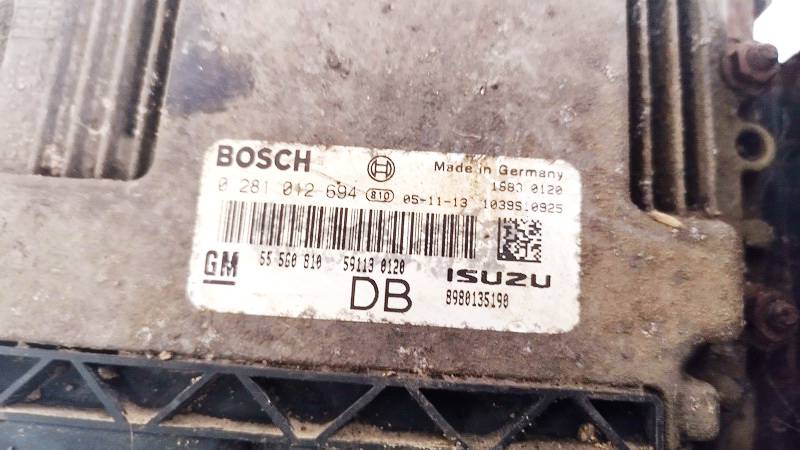 BOSCH Made in Germany
0 281 012 694 810 05-11-13 1583 0120
1039S10925
GM 55 560 810 59113 0120 ISUZU
DB 8980135190